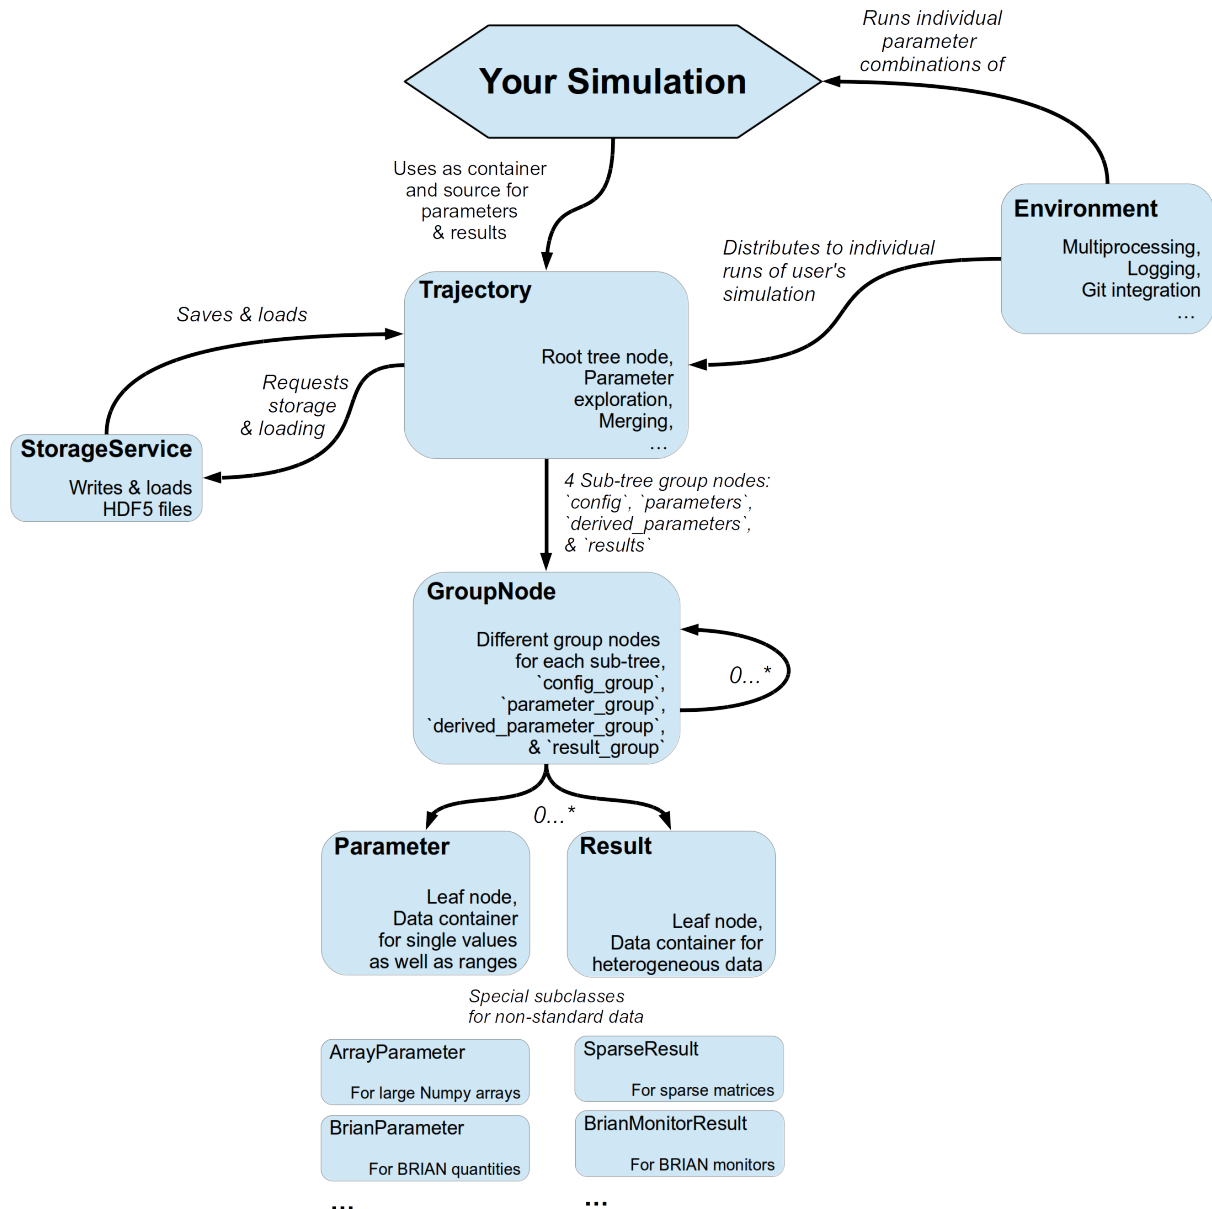 Runs individual
parameter
combinations of
Your Simulation
Uses as container
and source for
parameters
& results
Environment
Multiprocessing,
Logging,
Git integration
...
Distributes to individual
runs of user's
simulation
Trajectory
Root tree node,
Parameter
exploration,
Merging,
...
Saves & loads
Requests
storage
& loading
StorageService
Writes & loads
HDF5 files
4 Sub-tree group nodes:
`config`, `parameters`,
`derived_parameters`,
& `results`
GroupNode
Different group nodes
for each sub-tree,
`config_group`,
`parameter_group`,
`derived_parameter_group`,
& `result_group`
0...*
0...*
Parameter
Leaf node,
Data container
for single values
as well as ranges
Result
Leaf node,
Data container for
heterogeneous data
Special subclasses
for non-standard data
ArrayParameter
For large Numpy arrays
SparseResult
For sparse matrices
BrianParameter
For BRIAN quantities
BrianMonitorResult
For BRIAN monitors
...
...